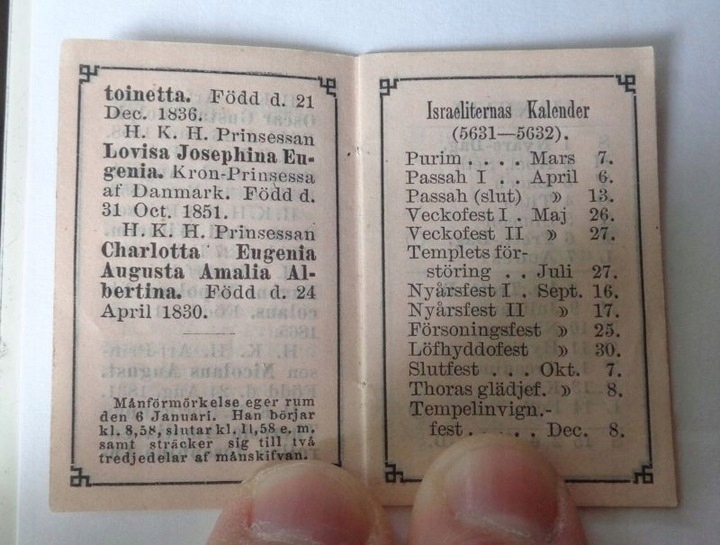 toinetta. Född d. 21
Dec. 1836.
H. K. H. Prinsessan
Lovisa Josephina Eu-
genia. Kron-Prinsessa
af Danmark. Född d.
31 Oct. 1851.
H. K. H. Prinsessan
Charlotta Eugenia
Augusta Amalia Al-
bertina. Född d. 24
April 1830.
Månförmörkelse eger rum
den 6 Januari. Han börjar
kl. 8,58, slutar kl. 11,58 e. m.
samt sträcker sig till två
tredjedelar af månskifvan.
Israeliternas Kalender
(5631—5632).
Purim . . . . Mars 7.
Passah I . . April 6.
Passah (slut) » 13.
Veckofest I . Maj 26.
Veckofest II » 27.
Templets för-
störing . . Juli 27.
Nyårsfest I . Sept. 16.
Nyårsfest II » 17.
Försoningsfest » 25.
Löfhyddofest » 30.
Slutfest . . . Okt. 7.
Thoras glädjef. » 8.
Tempelinvign.-
fest . . . . . Dec. 8.